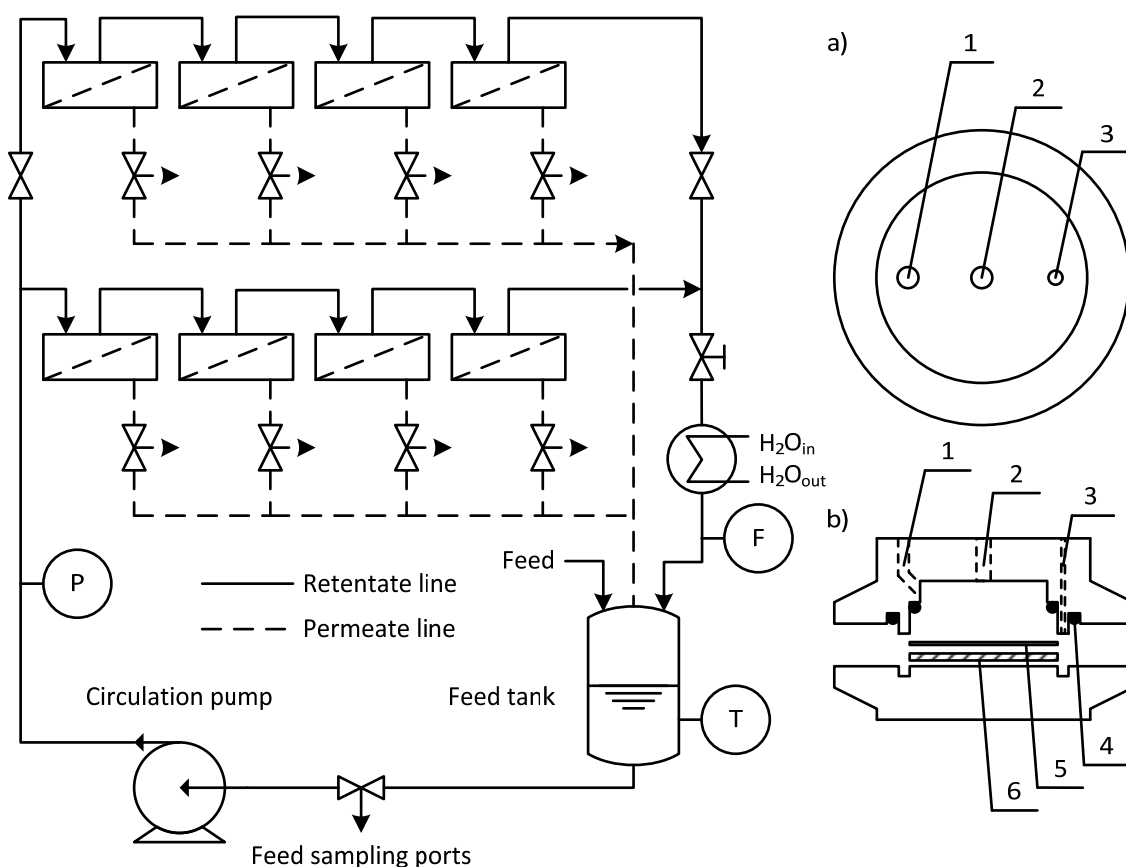 a)
1
2
3
H₂Oin
H₂Oout
b)
1
2
3
F
Feed
P
Retentate line
Permeate line
Circulation pump
Feed tank
T
4
5
6
Feed sampling ports